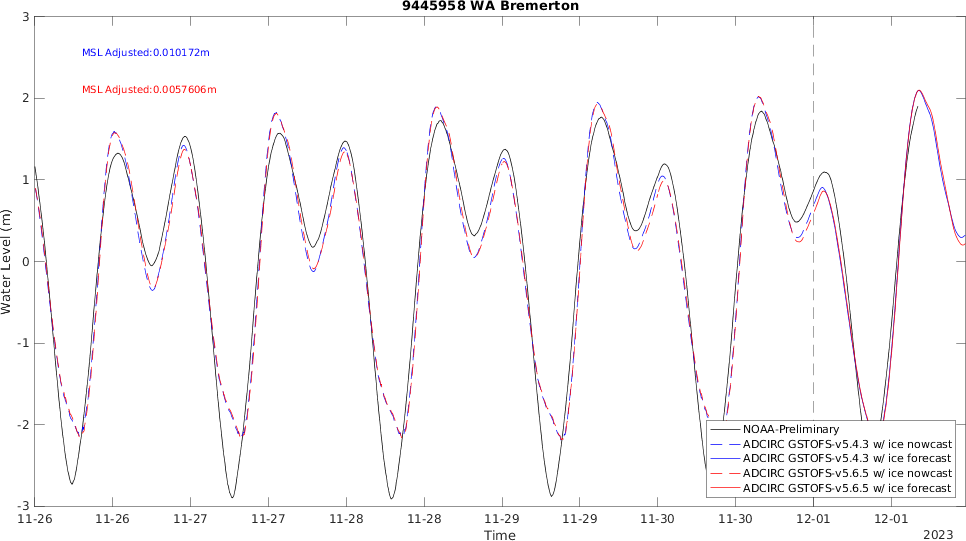 9445958 WA Bremerton
MSL Adjusted:0.010172m
MSL Adjusted:0.0057606m
Water Level (m)
3
2
1
0
-1
-2
-3
NOAA-Preliminary
ADCIRC GSTOFS-v5.4.3 w/ ice nowcast
ADCIRC GSTOFS-v5.4.3 w/ ice forecast
ADCIRC GSTOFS-v5.6.5 w/ ice nowcast
ADCIRC GSTOFS-v5.6.5 w/ ice forecast
11-26 11-26 11-27 11-27 11-28 11-28 11-29 11-29 11-30 11-30 12-01 12-01
Time
2023